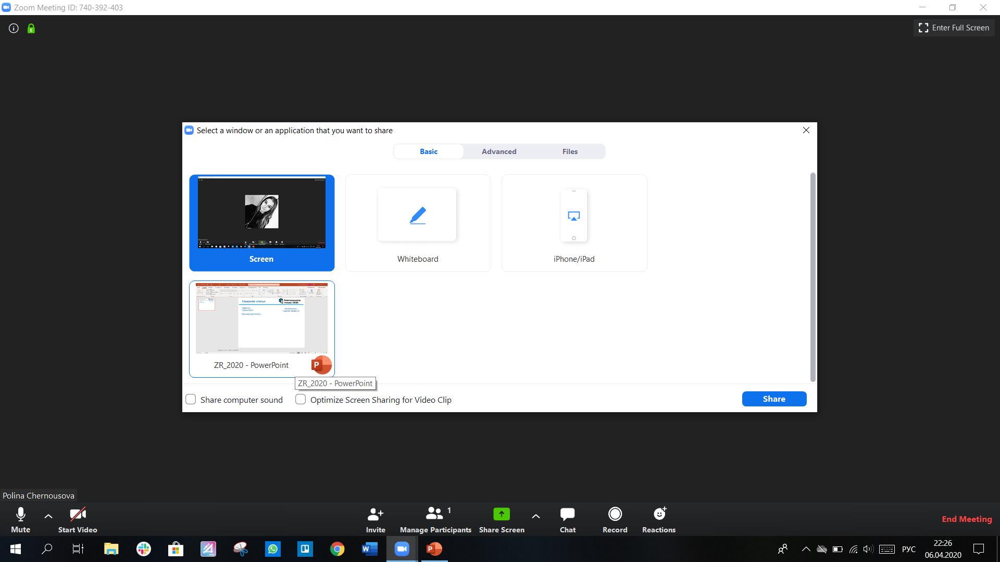 Zoom Meeting ID: 740-392-403
Enter Full Screen
Select a window or an application that you want to share
Basic
Advanced
Files
Screen
Whiteboard
iPhone/iPad
Название статьи
ZR_2020 - PowerPoint
ZR_2020 - PowerPoint
Share computer sound
Optimize Screen Sharing for Video Clip
Share
Polina Chernousova
Mute
Start Video
Invite
1
Manage Participants
Share Screen
Chat
Record
Reactions
End Meeting
РУС
22:26
06.04.2020